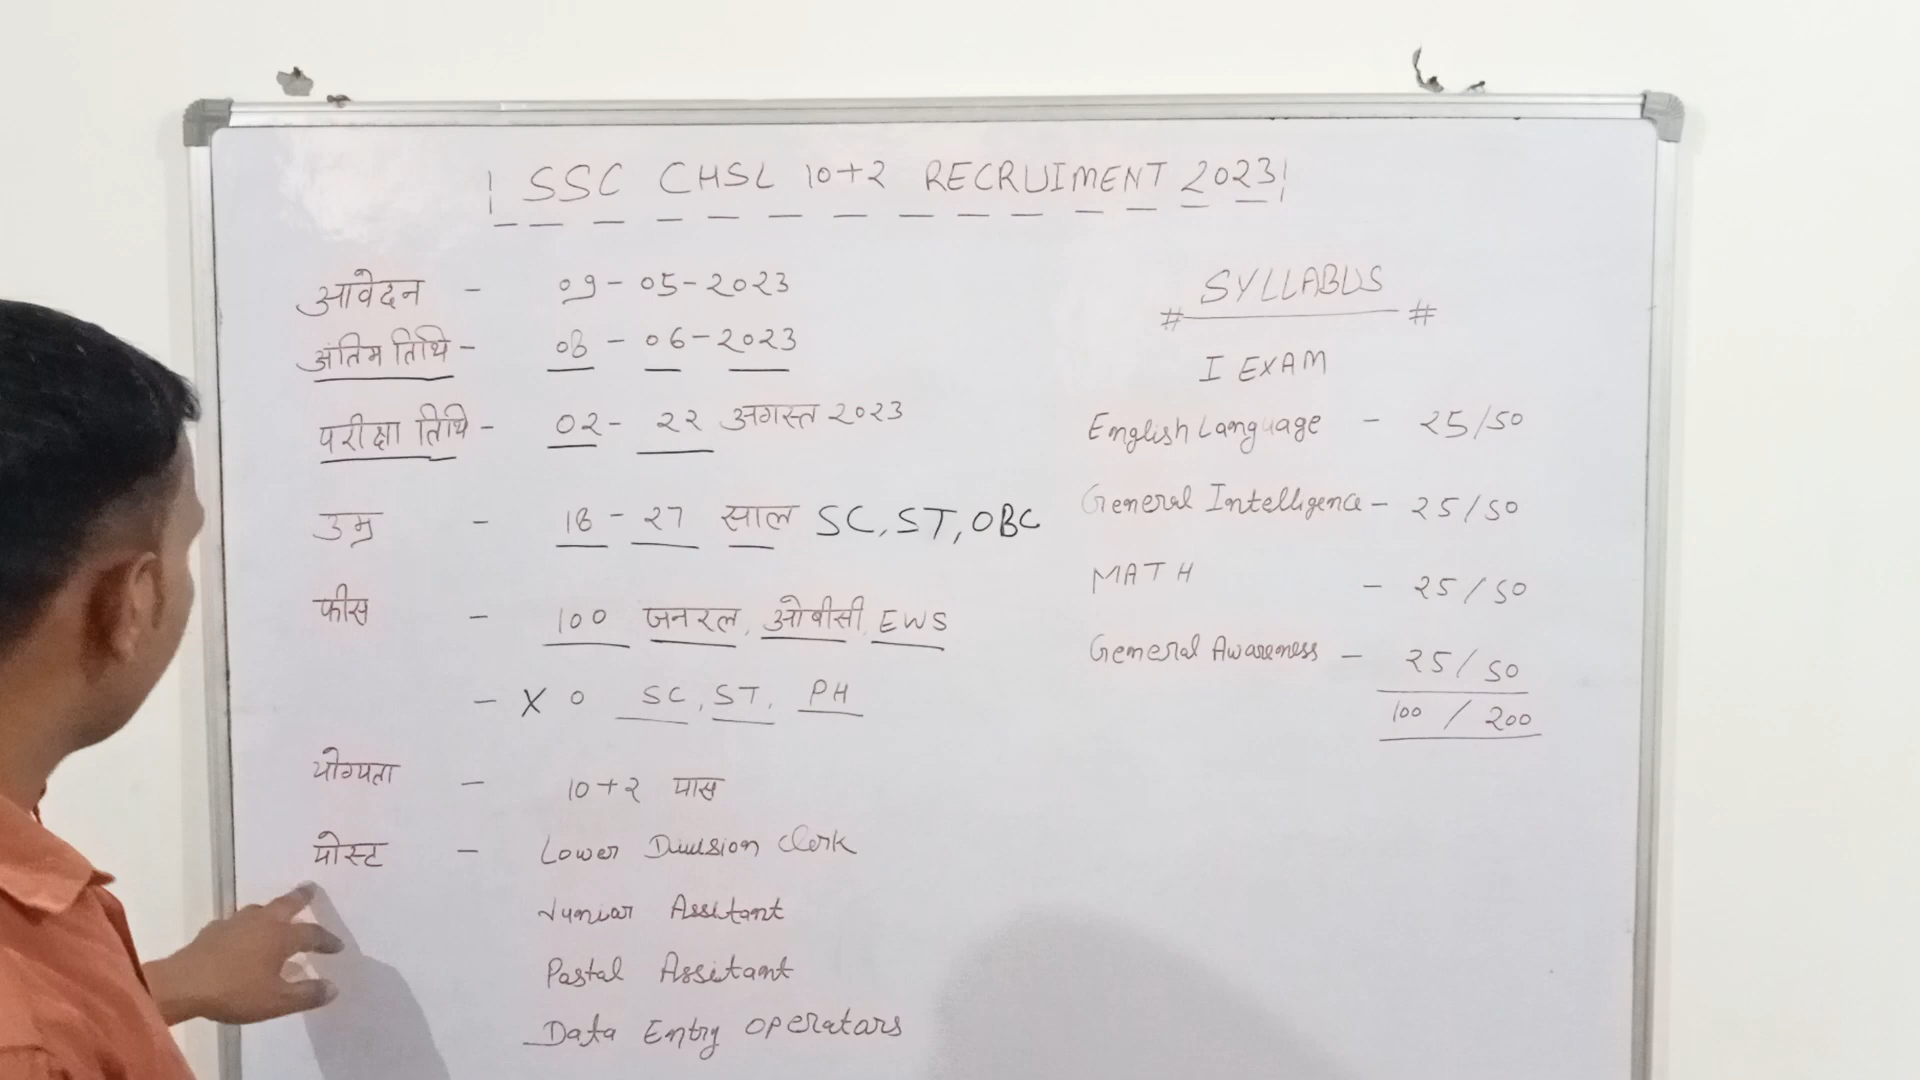 SSC CHSL 10+2 RECRUIMENT 2023
आवेदन - 09-05-2023
अंतिम तिथि - 08-06-2023
परीक्षा तिथि - 02-22 अगस्त 2023
उम्र - 18-27 साल SC, ST, OBC
फीस - 100 जनरल, ओबीसी, EWS
- X 0 SC, ST, PH
योग्यता - 10+2 पास
पोस्ट - Lower Division Clerk
Juniar Assitant
Postal Assitant
Data Entry Operators
# SYLLABUS #
I EXAM
English Language - 25/50
General Intelligence - 25/50
MATH - 25/50
General Awareness - 25/50
100/200